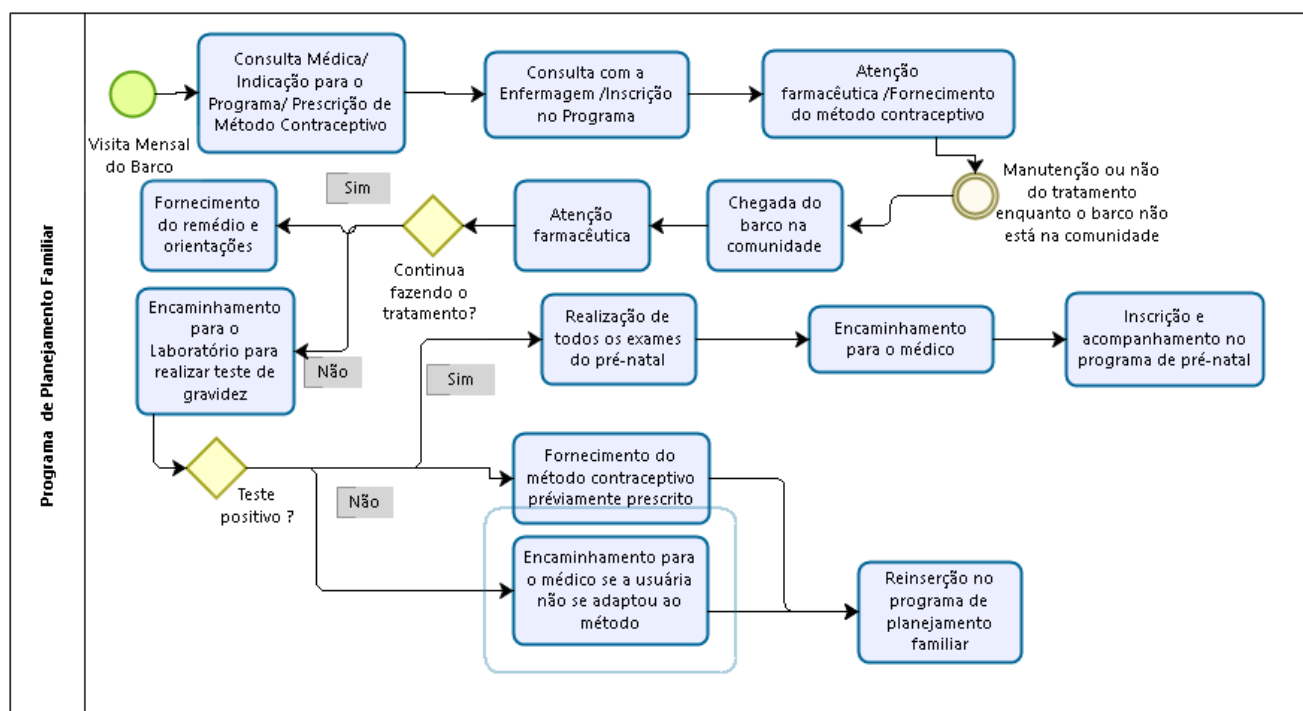 Programa de Planejamento Familiar
Visita Mensal
do Barco
Consulta Médica/
Indicação para o
Programa/ Prescrição de
Método Contraceptivo
Consulta com a
Enfermagem /Inscrição
no Programa
Atenção
farmacêutica /Fornecimento
do método contraceptivo
Manutenção ou não
do tratamento
enquanto o barco não
está na comunidade
Chegada do
barco na
comunidade
Atenção
farmacêutica
Continua
fazendo o
tratamento?
Sim
Fornecimento
do remédio e
orientações
Não
Encaminhamento
para o
Laboratório para
realizar teste de
gravidez
Teste
positivo ?
Sim
Realização de
todos os exames
do pré-natal
Encaminhamento
para o médico
Inscrição e
acompanhamento no
programa de pré-natal
Não
Fornecimento do
método contraceptivo
préviamente prescrito
Encaminhamento para
o médico se a usuária
não se adaptou ao
método
Reinserção no
programa de
planejamento
familiar